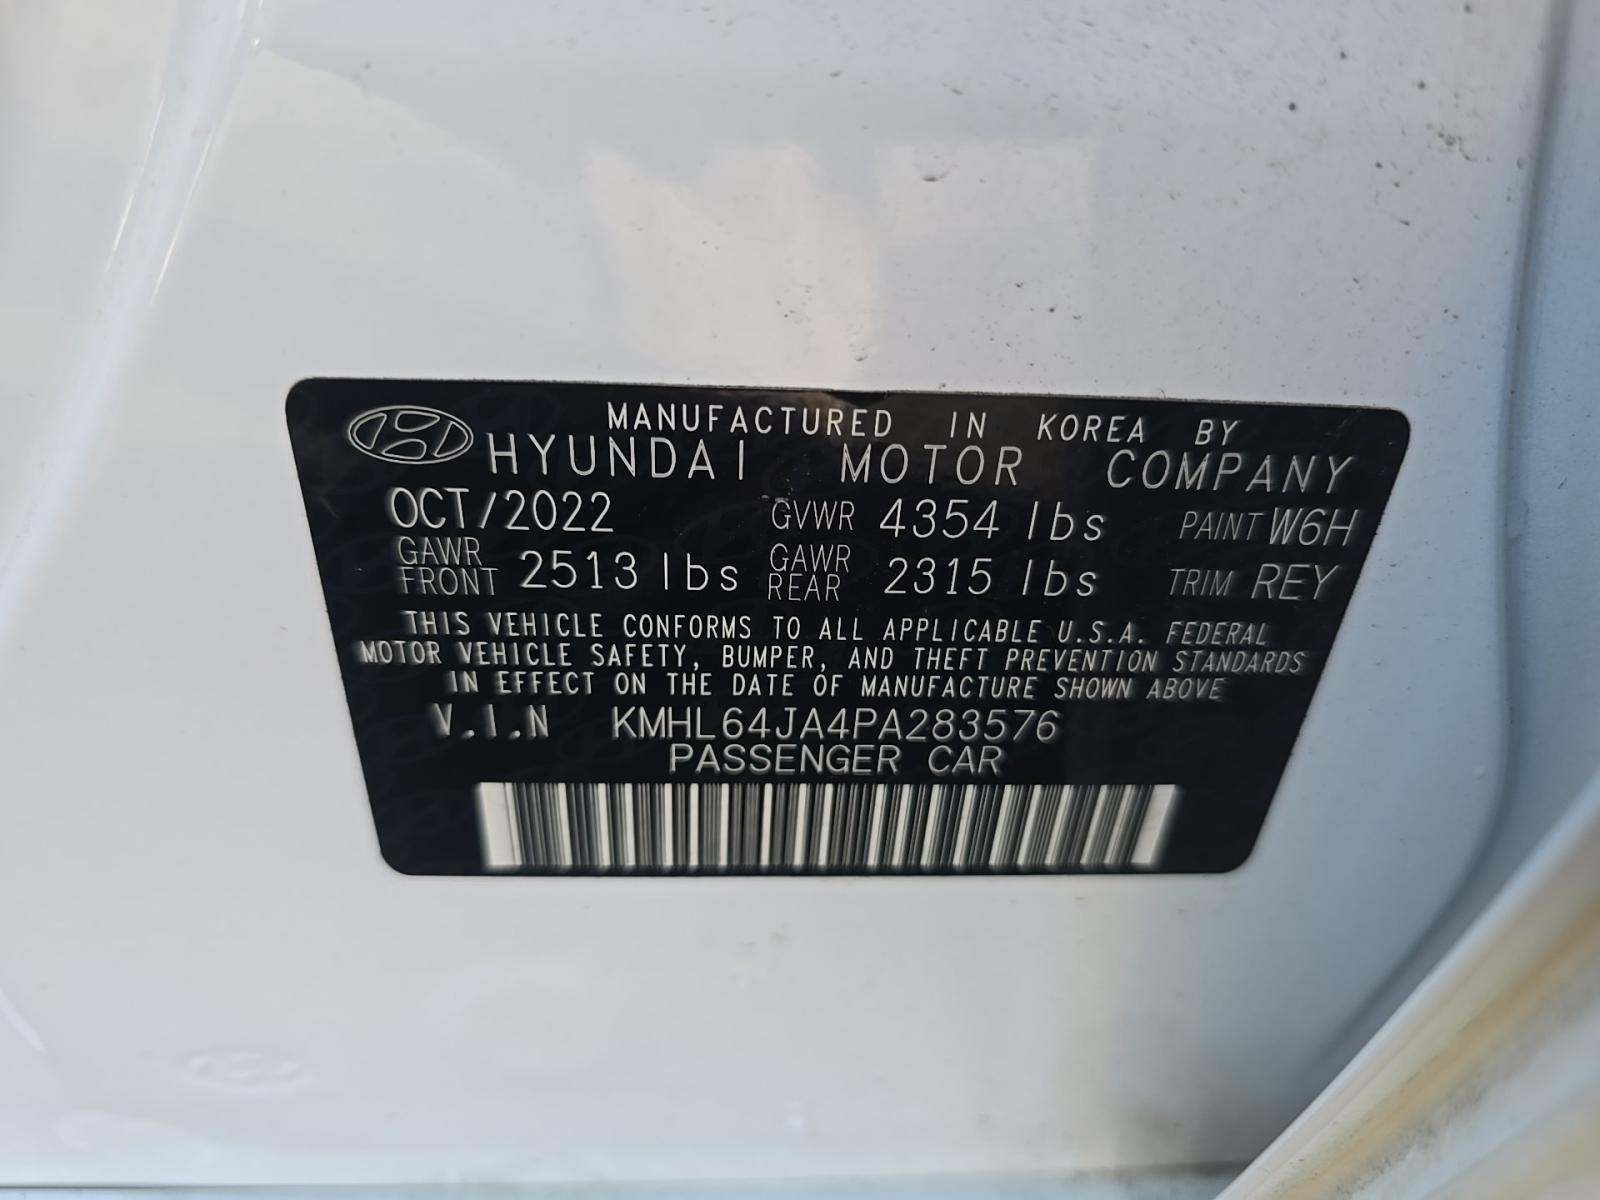 MANUFACTURED IN KOREA BY
HYUNDAI MOTOR COMPANY
OCT/2022 GVWR 4354 lbs PAINT W6H
GAWR FRONT 2513 lbs GAWR REAR 2315 lbs TRIM REY
THIS VEHICLE CONFORMS TO ALL APPLICABLE U.S.A. FEDERAL
MOTOR VEHICLE SAFETY, BUMPER, AND THEFT PREVENTION STANDARDS
IN EFFECT ON THE DATE OF MANUFACTURE SHOWN ABOVE
V.I.N KMHL64JA4PA283576
PASSENGER CAR